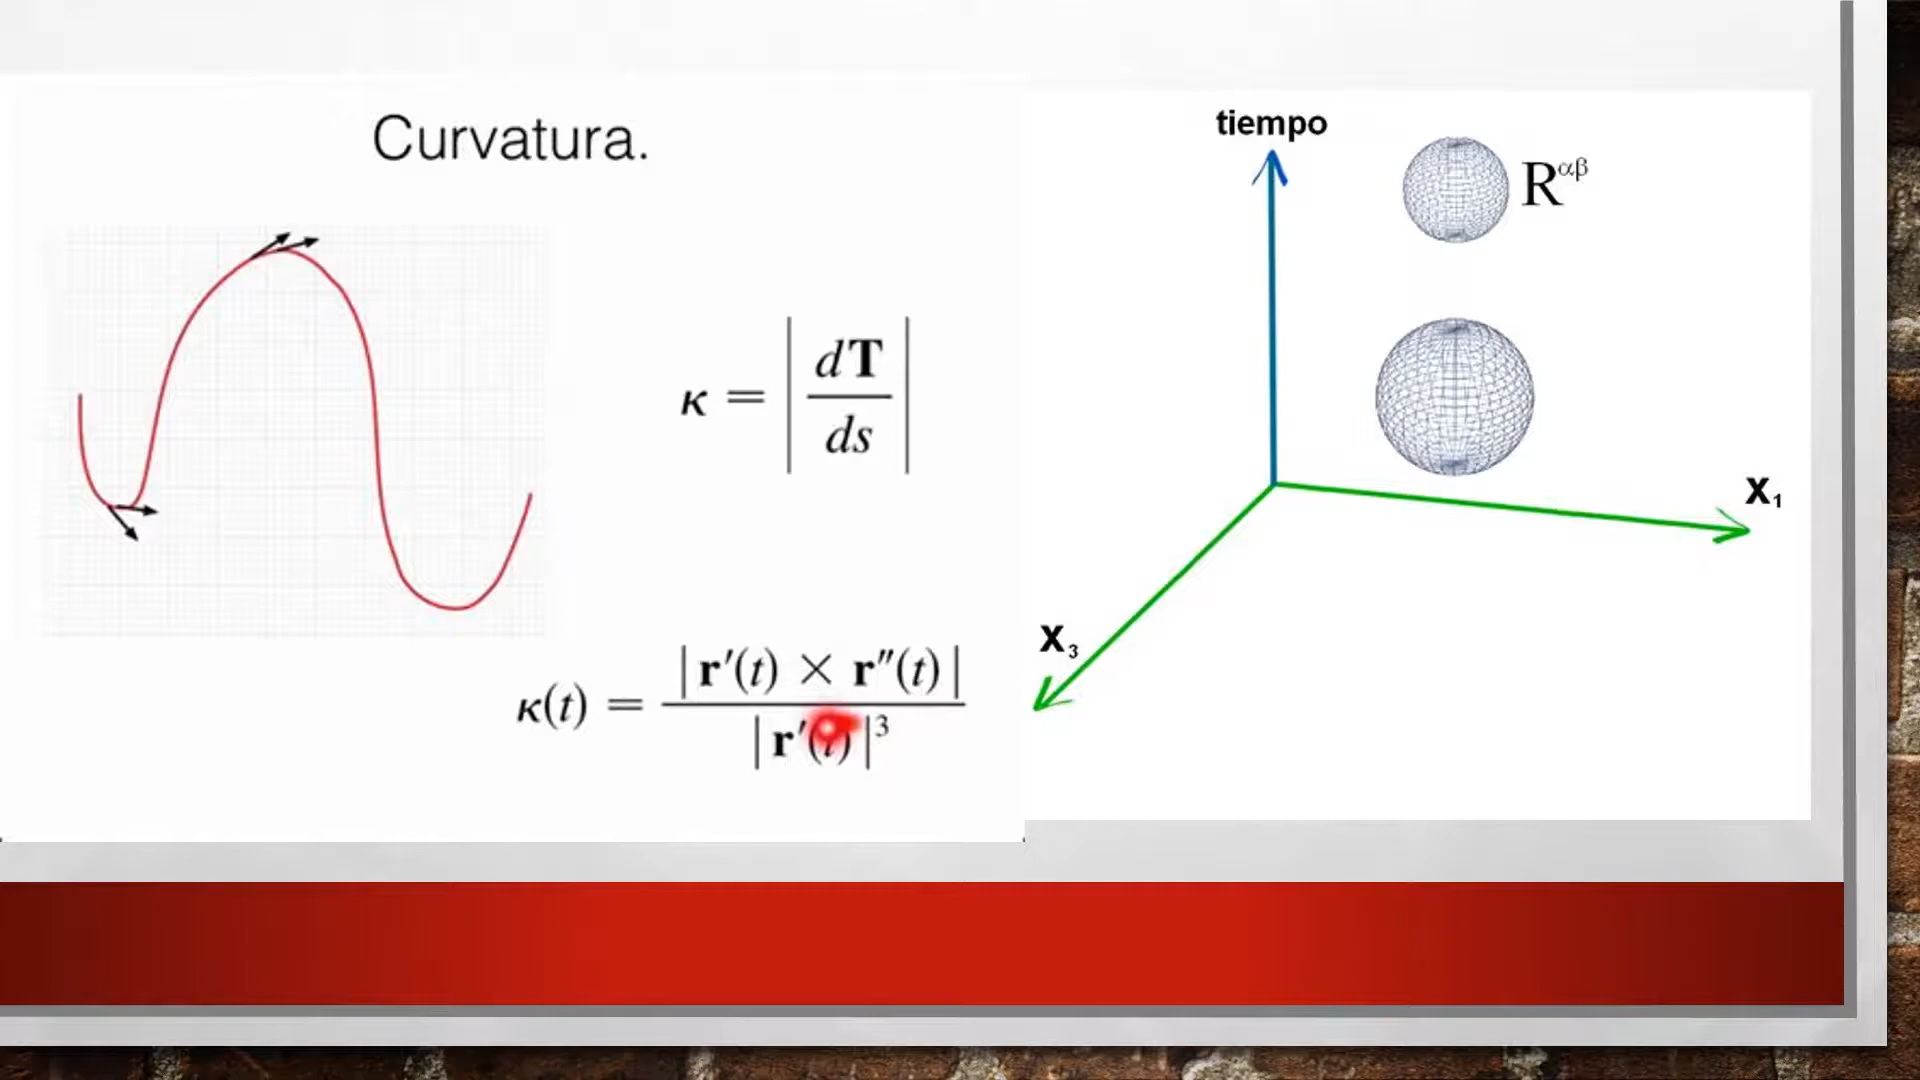 Curvatura.
κ = | dT / ds |
κ(t) = | r′(t) × r″(t) | / | r′(t) |³
tiempo
R^αβ
x₁
x₃